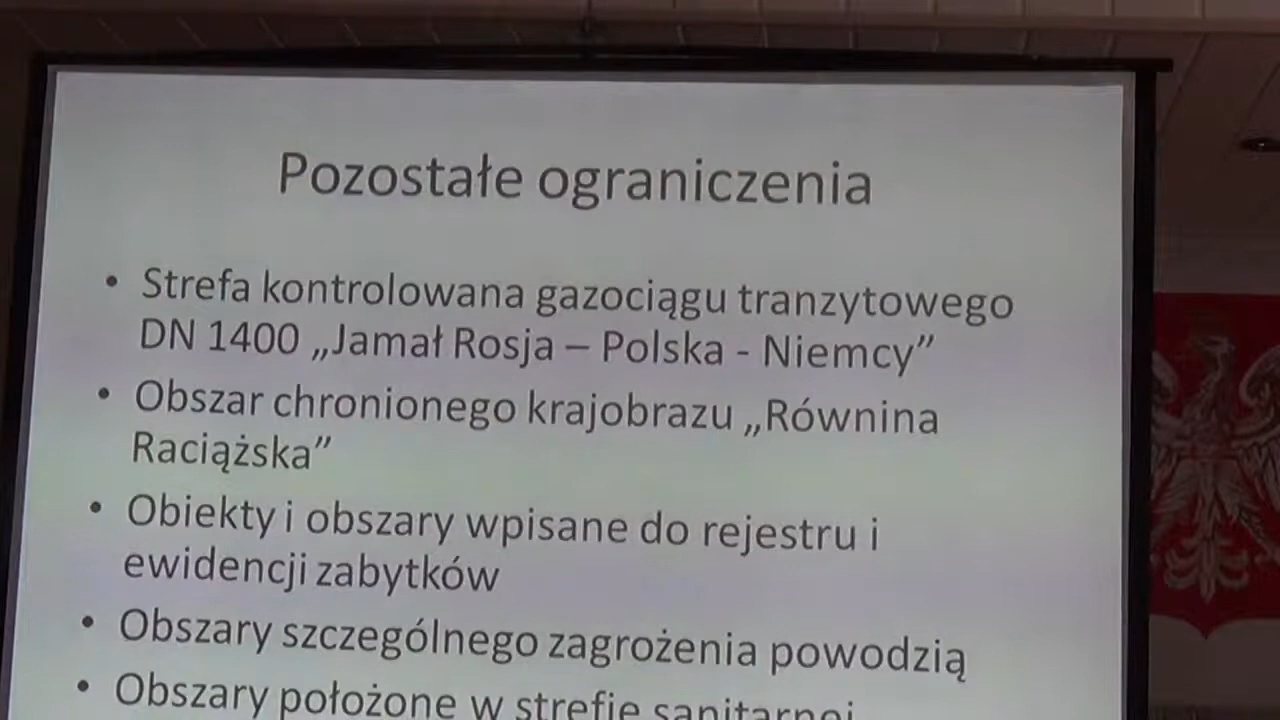 Pozostałe ograniczenia
• Strefa kontrolowana gazociągu tranzytowego
DN 1400 „Jamał Rosja – Polska - Niemcy”
• Obszar chronionego krajobrazu „Równina
Raciążska”
• Obiekty i obszary wpisane do rejestru i
ewidencji zabytków
• Obszary szczególnego zagrożenia powodzią
• Obszary położone w strefie sanitarnej